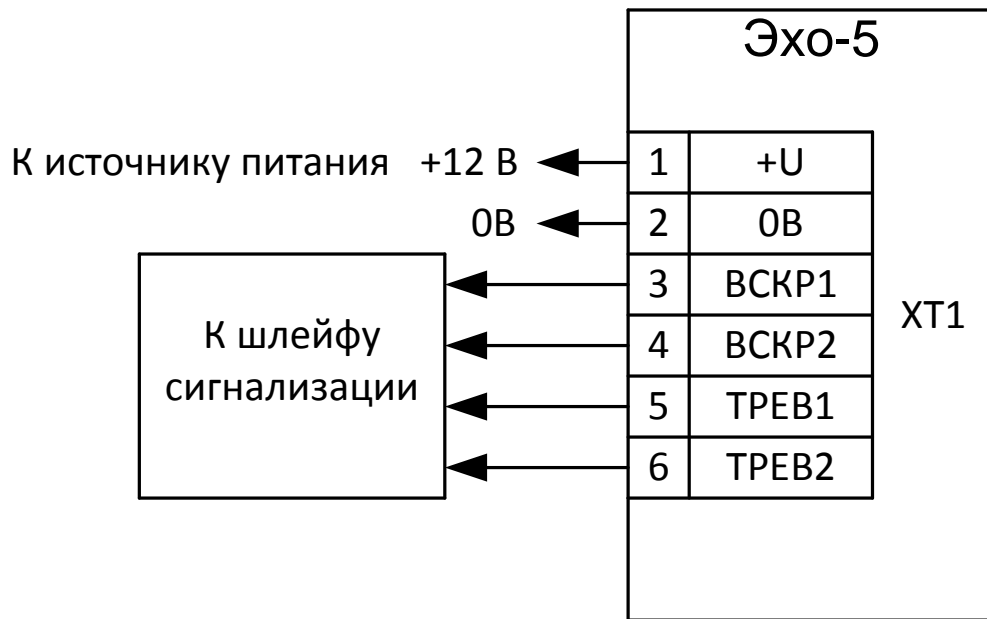 Эхо-5
К источнику питания +12 В 1 +U
0В 2 0В
3 ВСКР1
4 ВСКР2
5 ТРЕВ1
6 ТРЕВ2
XT1
К шлейфу
сигнализации